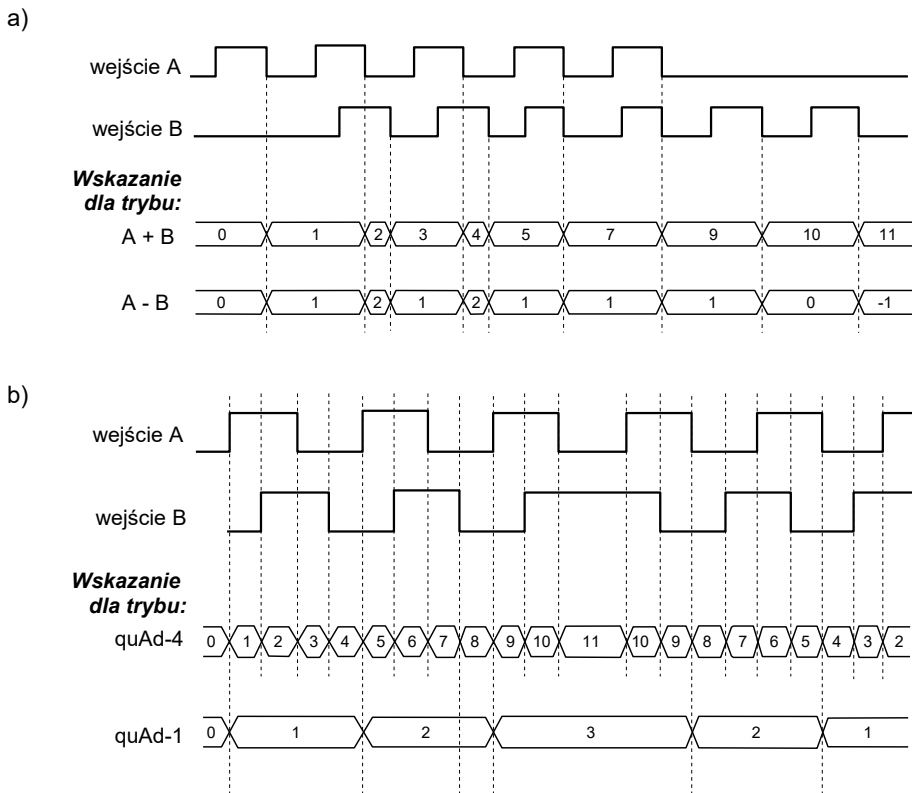 a)
wejście A
wejście B
Wskazanie
dla trybu:
A + B
0 1 2 3 4 5 7 9 10 11
A - B
0 1 2 1 2 1 1 1 0 -1
b)
wejście A
wejście B
Wskazanie
dla trybu:
quAd-4
0 1 2 3 4 5 6 7 8 9 10 11 10 9 8 7 6 5 4 3 2
quAd-1
0 1 2 3 2 1